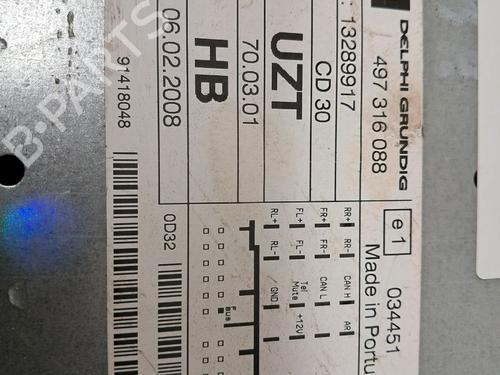 DELPHI GRUNDIG
497 316 088
: 13289917
CD 30
UZT
70.03.01
HB
06.02.2008
91418048
e 1
034451
Made in Portu
RR+ RR- CAN H AR
FR+ FR- CAN L
FL+ FL- Tel Mute +12V
RL+ RL- GND
Bus
0D32
B-PARTS